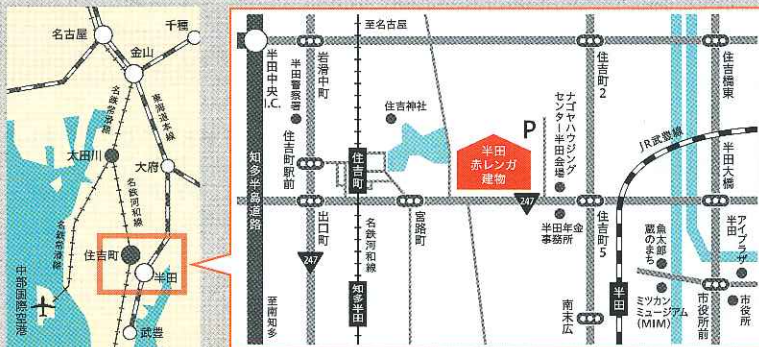 名古屋
千種
金山
名鉄常滑線
東海道本線
太田川
大府
名鉄河和線
名鉄常滑線
住吉町
半田
中部国際空港
武豊
至名古屋
半田中央I.C.
岩滑中町
半田警察署
住吉神社
住吉町駅前
住吉町
知多半島道路
出口町
247
名鉄河和線
宮路町
知多半田
至南知多
半田
赤レンガ
建物
P
ナゴヤハウジング
センター半田会場
247
半田年金
事務所
住吉町2
住吉町5
南末広
JR武豊線
半田
住吉橋東
半田大橋
魚太郎
蔵のまち
ミツカン
ミュージアム
(MIM)
アイプラザ
半田
市役所
市役所前